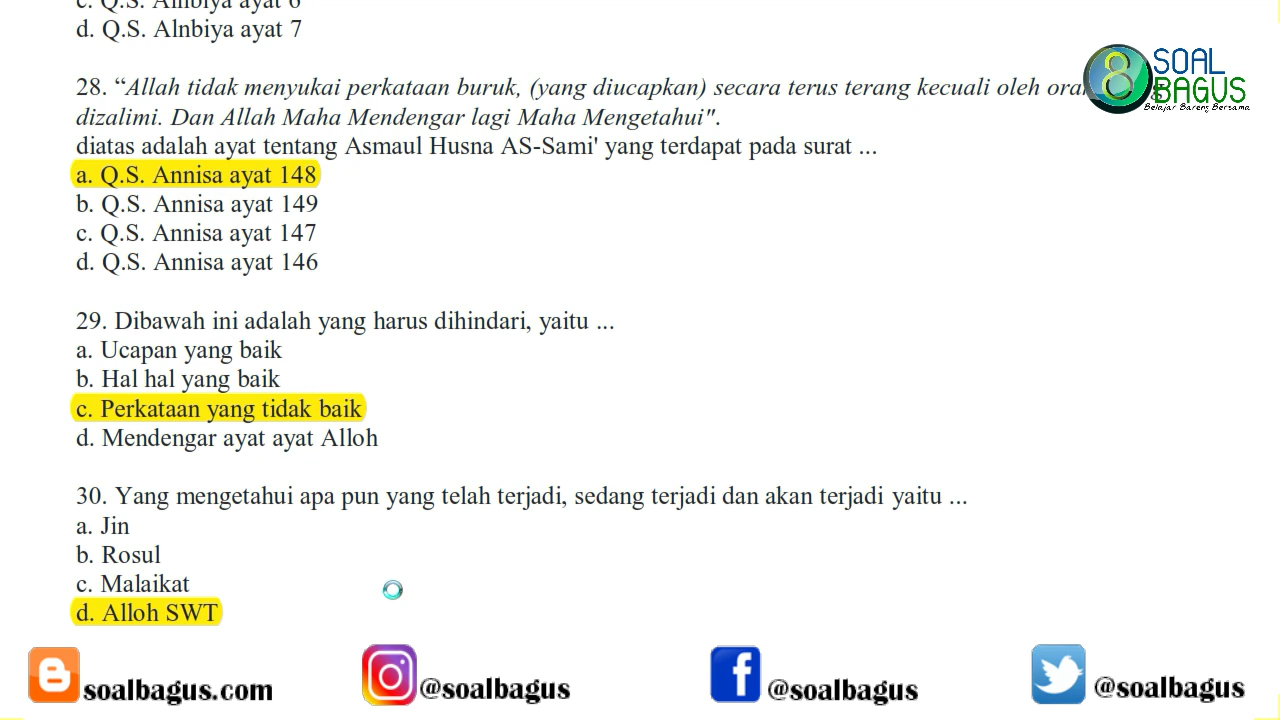 c. Q.S. Alnbiya ayat 6
d. Q.S. Alnbiya ayat 7
28. “Allah tidak menyukai perkataan buruk, (yang diucapkan) secara terus terang kecuali oleh
dizalimi. Dan Allah Maha Mendengar lagi Maha Mengetahui".
diatas adalah ayat tentang Asmaul Husna AS-Sami' yang terdapat pada surat ...
a. Q.S. Annisa ayat 148
b. Q.S. Annisa ayat 149
c. Q.S. Annisa ayat 147
d. Q.S. Annisa ayat 146
29. Dibawah ini adalah yang harus dihindari, yaitu ...
a. Ucapan yang baik
b. Hal hal yang baik
c. Perkataan yang tidak baik
d. Mendengar ayat ayat Alloh
30. Yang mengetahui apa pun yang telah terjadi, sedang terjadi dan akan terjadi yaitu ...
a. Jin
b. Rosul
c. Malaikat
d. Alloh SWT
8 SOAL
BAGUS
Belajar Bareng Bersama
soalbagus.com
@soalbagus
@soalbagus
@soalbagus